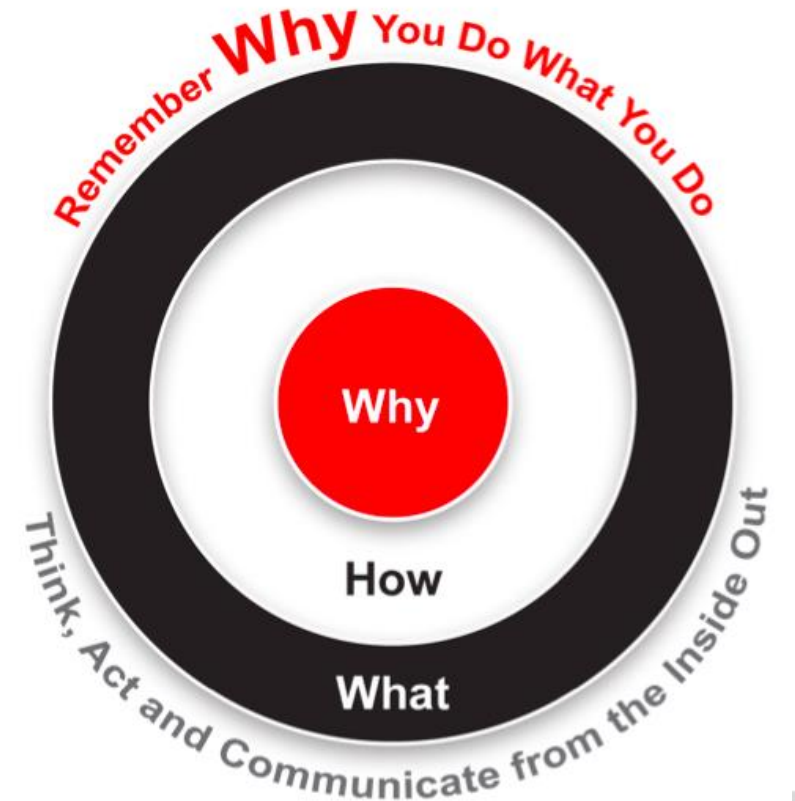 Remember Why You Do What You Do
Why
How
What
Think, Act and Communicate from the Inside Out